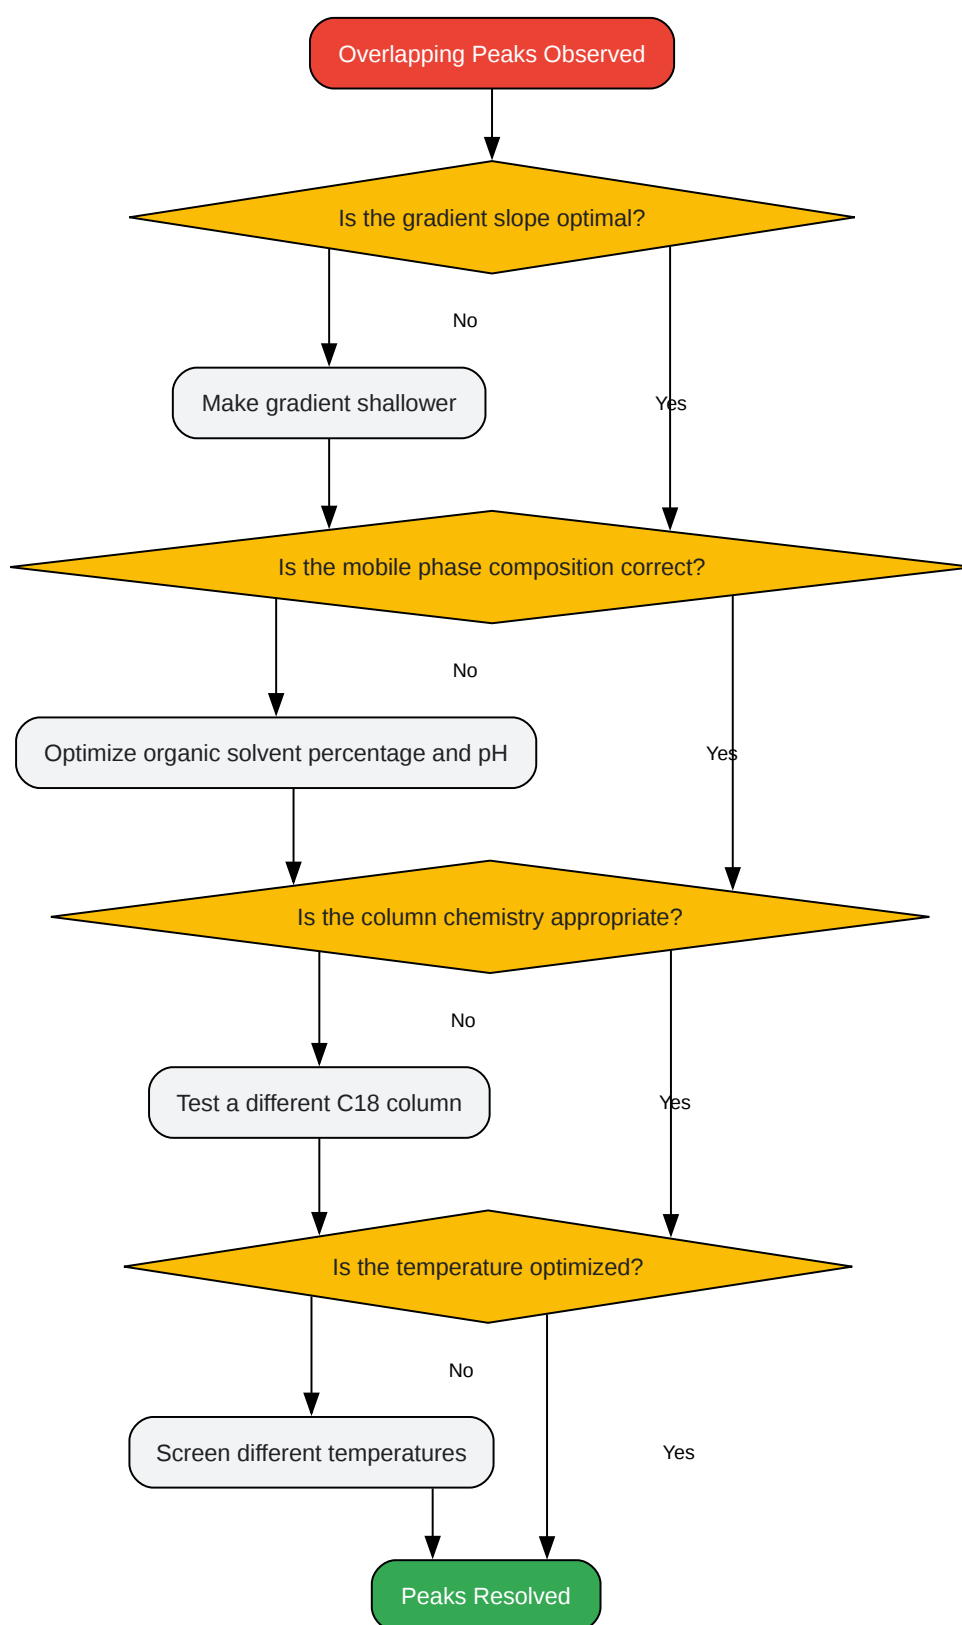 Overlapping Peaks Observed
Is the gradient slope optimal?
No
Make gradient shallower
Yes
Is the mobile phase composition correct?
No
Optimize organic solvent percentage and pH
Yes
Is the column chemistry appropriate?
No
Test a different C18 column
Yes
Is the temperature optimized?
No
Screen different temperatures
Yes
Peaks Resolved